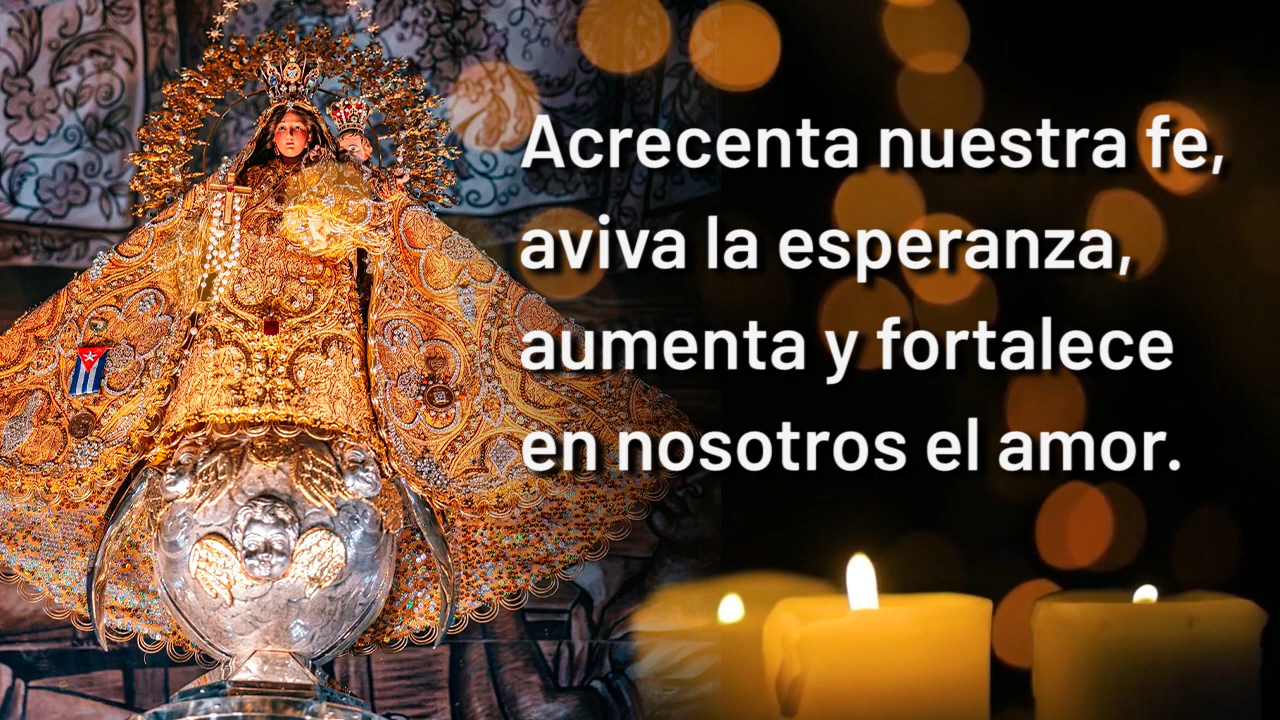 Acrecenta nuestra fe,
aviva la esperanza,
aumenta y fortalece
en nosotros el amor.